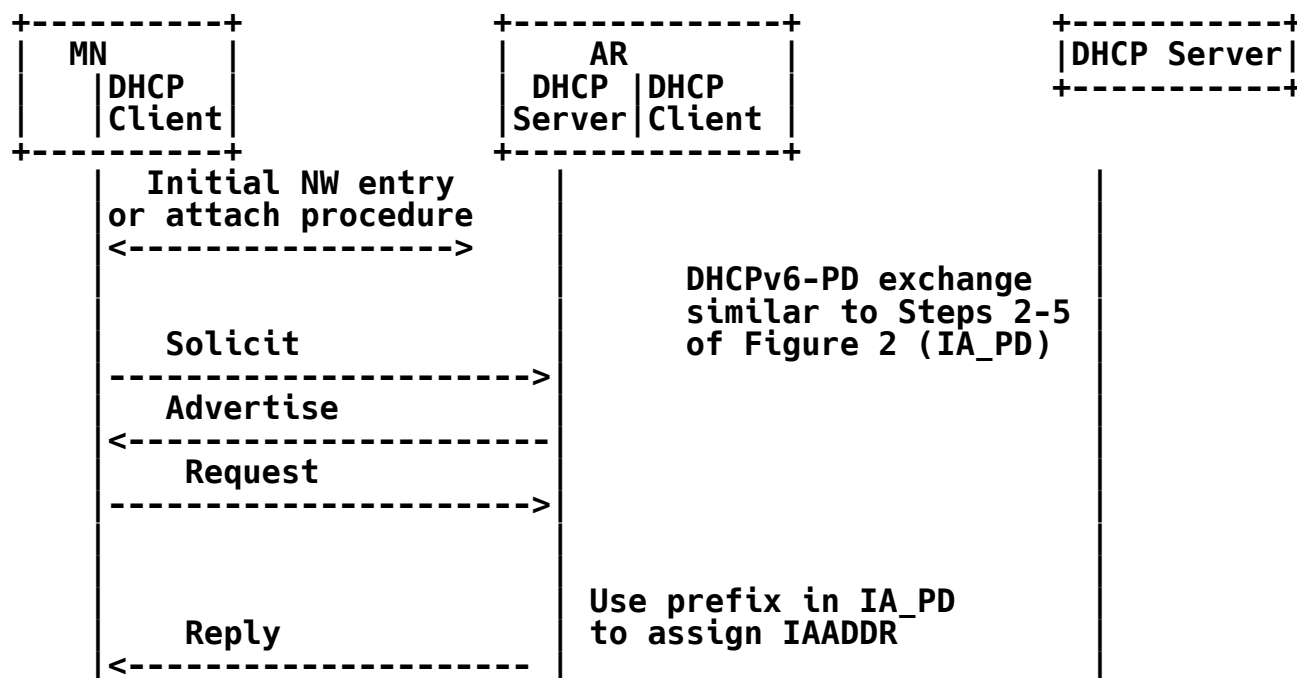 MN AR DHCP Server
DHCP DHCP DHCP
Client Server Client
Initial NW entry
or attach procedure
DHCPv6-PD exchange
similar to Steps 2-5
Solicit of Figure 2 (IA_PD)
Advertise
Request
Use prefix in IA_PD
Reply to assign IAADDR